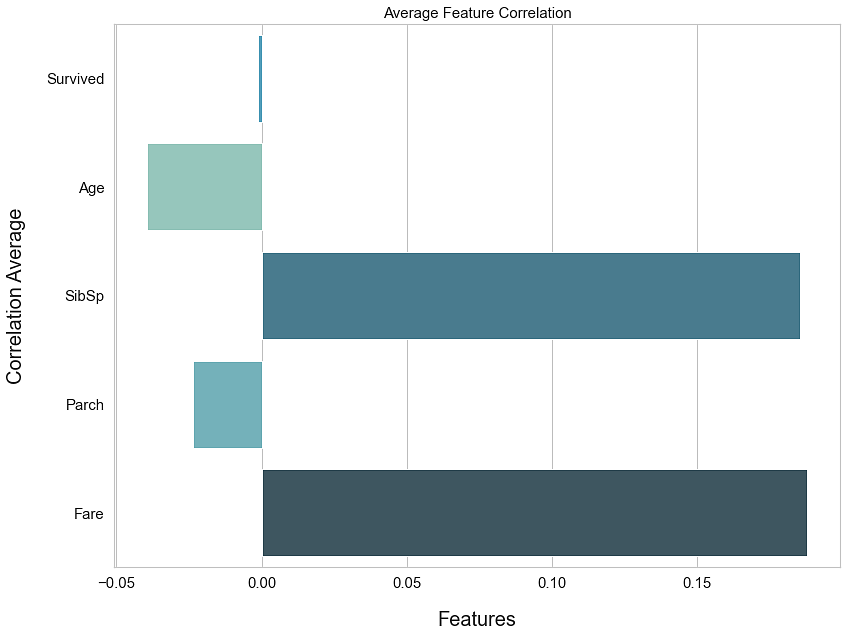 Average Feature Correlation
Correlation Average
Survived
Age
SibSp
Parch
Fare
−0.05 0.00 0.05 0.10 0.15
Features